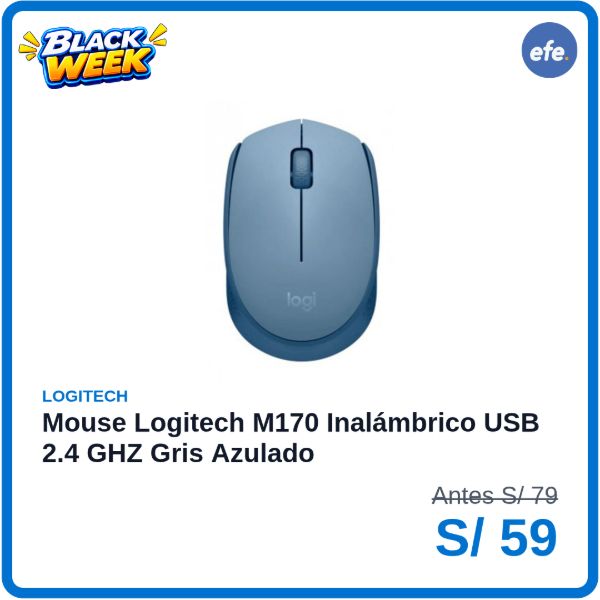 BLACK
WEEK
efe.
logi
LOGITECH
Mouse Logitech M170 Inalámbrico USB
2.4 GHZ Gris Azulado
Antes S/ 79
S/ 59